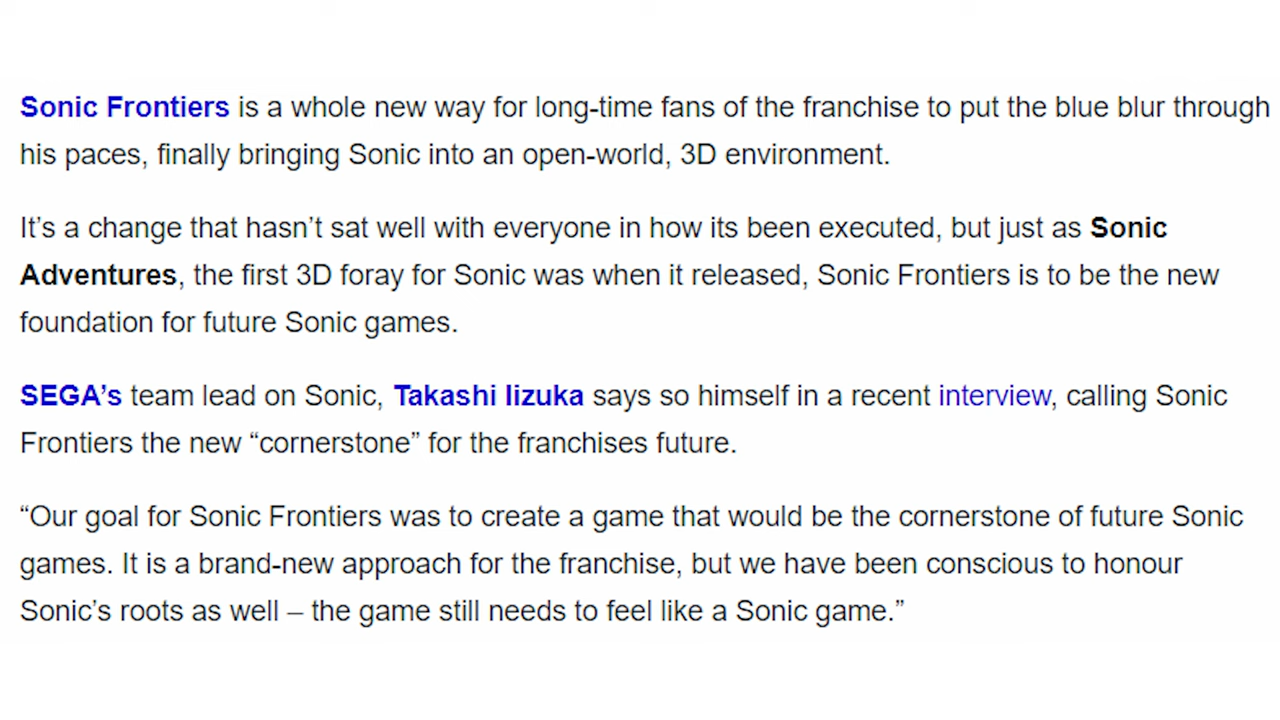 Sonic Frontiers is a whole new way for long-time fans of the franchise to put the blue blur through
his paces, finally bringing Sonic into an open-world, 3D environment.
It’s a change that hasn’t sat well with everyone in how its been executed, but just as Sonic
Adventures, the first 3D foray for Sonic was when it released, Sonic Frontiers is to be the new
foundation for future Sonic games.
SEGA’s team lead on Sonic, Takashi Iizuka says so himself in a recent interview, calling Sonic
Frontiers the new “cornerstone” for the franchises future.
“Our goal for Sonic Frontiers was to create a game that would be the cornerstone of future Sonic
games. It is a brand-new approach for the franchise, but we have been conscious to honour
Sonic’s roots as well – the game still needs to feel like a Sonic game.”